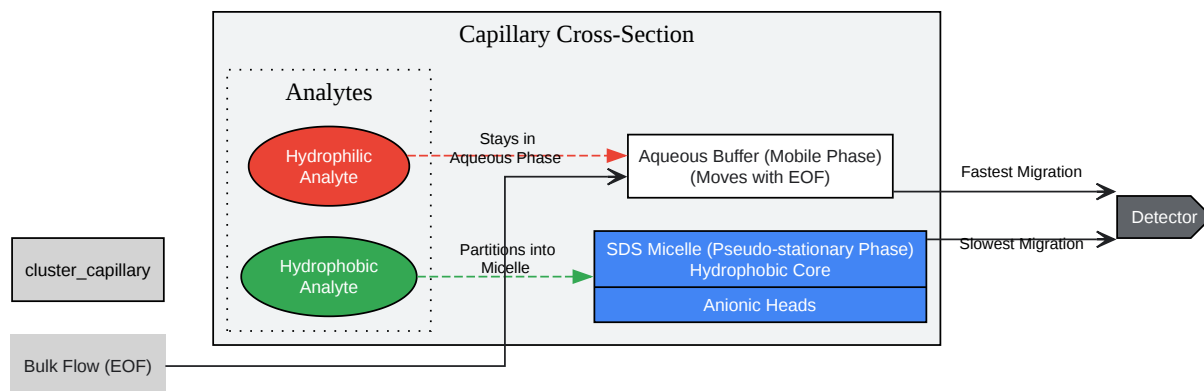 Capillary Cross-Section
Analytes
Hydrophilic
Analyte
Stays in
Aqueous Phase
Aqueous Buffer (Mobile Phase)
(Moves with EOF)
Fastest Migration
Detector
Hydrophobic
Analyte
Partitions into
Micelle
SDS Micelle (Pseudo-stationary Phase)
Hydrophobic Core
Anionic Heads
Slowest Migration
cluster_capillary
Bulk Flow (EOF)